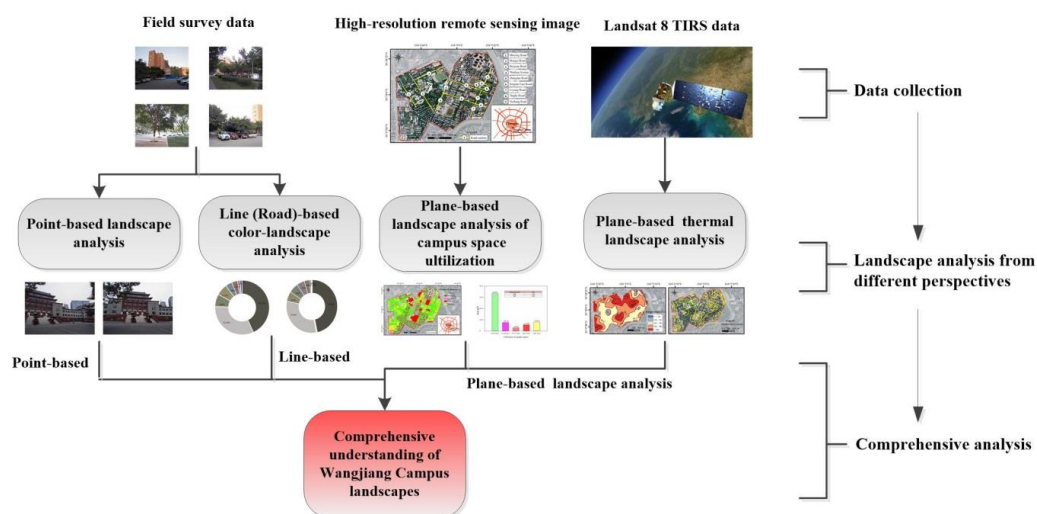 Field survey data
High-resolution remote sensing image
Landsat 8 TIRS data
Data collection
Point-based landscape
analysis
Line (Road)-based
color-landscape
analysis
Plane-based
landscape analysis of
campus space
ultilization
Plane-based thermal
landscape analysis
Landscape analysis from
different perspectives
Point-based
Line-based
Plane-based landscape analysis
Comprehensive
understanding of
Wangjiang Campus
landscapes
Comprehensive analysis